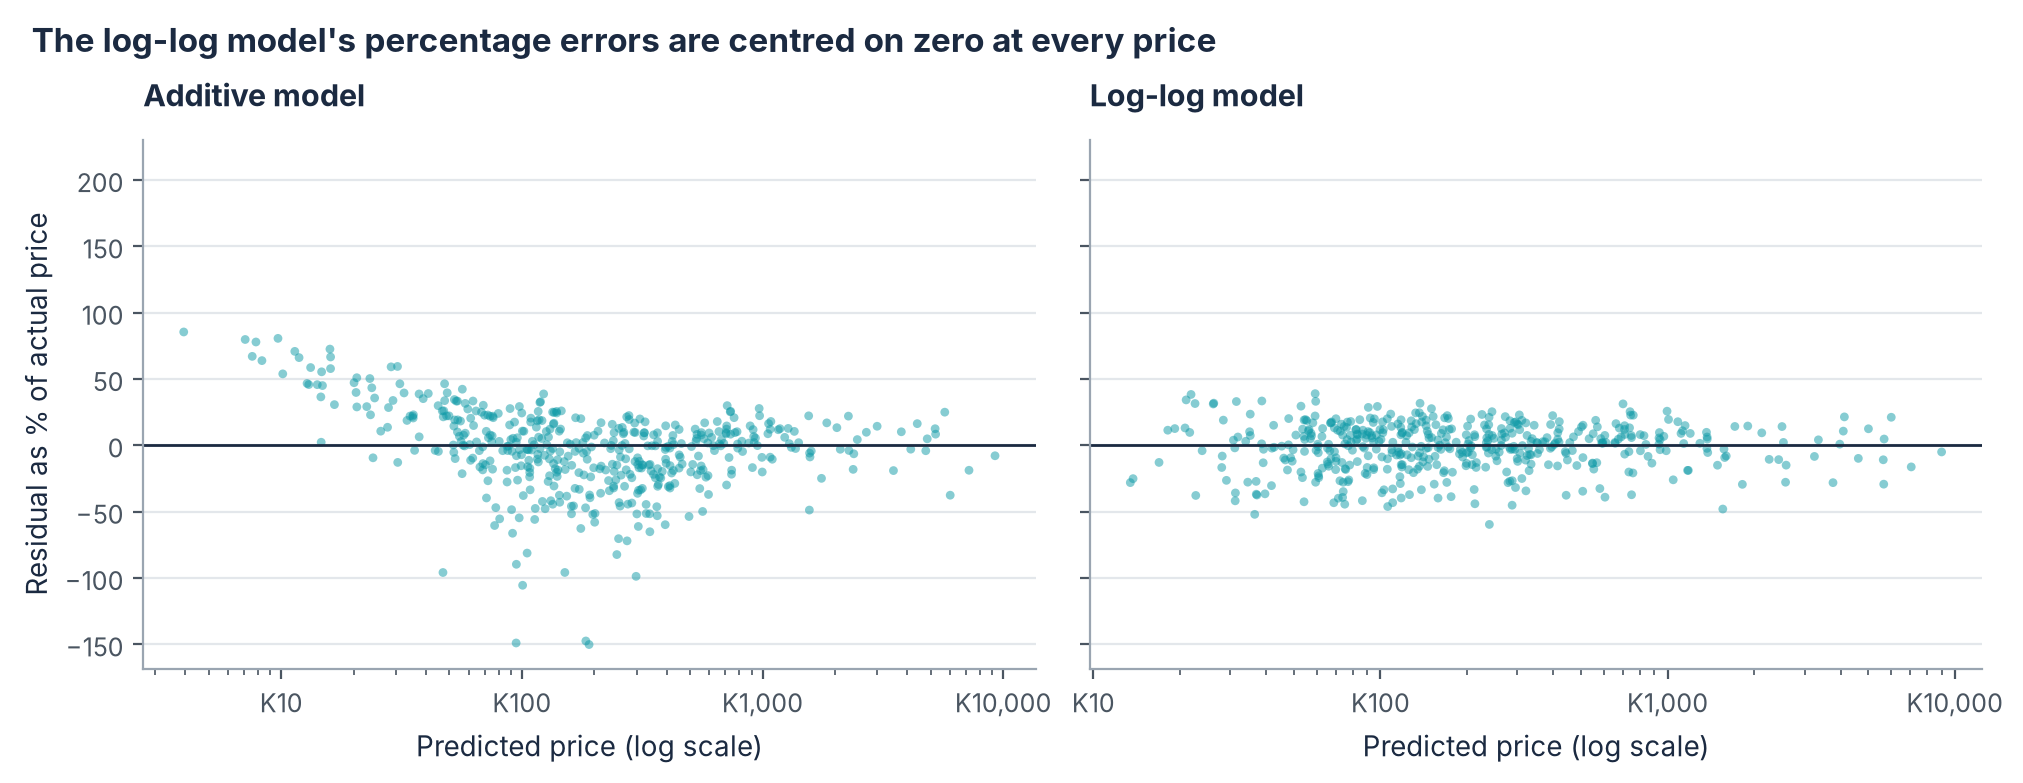 The log-log model's percentage errors are centred on zero at every price
Additive model
Log-log model
Residual as % of actual price
200
150
100
50
0
−50
−100
−150
K10
K100
K1,000
K10,000
K10
K100
K1,000
K10,000
Predicted price (log scale)
Predicted price (log scale)